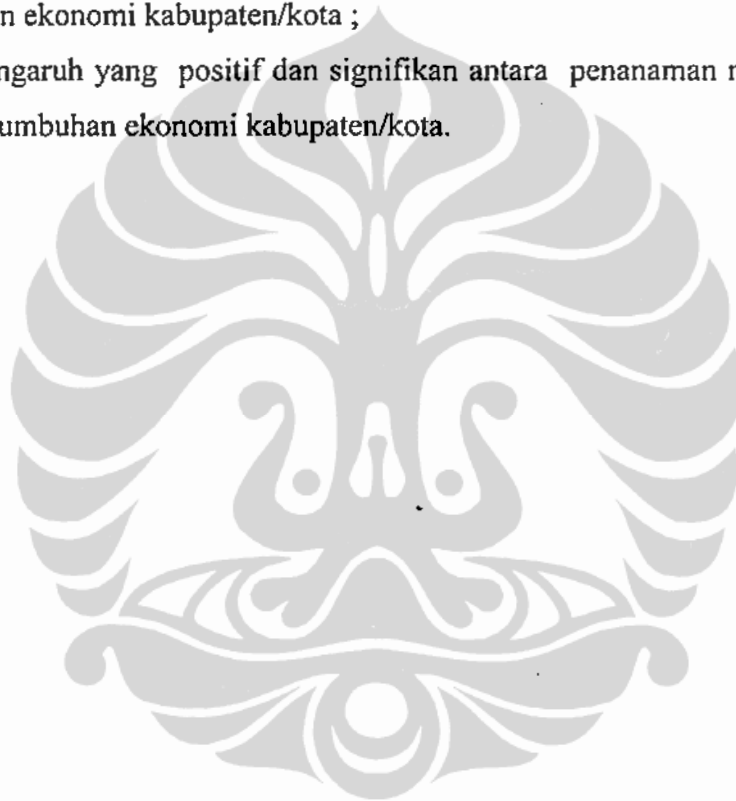 n ekonomi kabupaten/kota ;
ngaruh yang positif dan signifikan antara penanaman
umbuhan ekonomi kabupaten/kota.